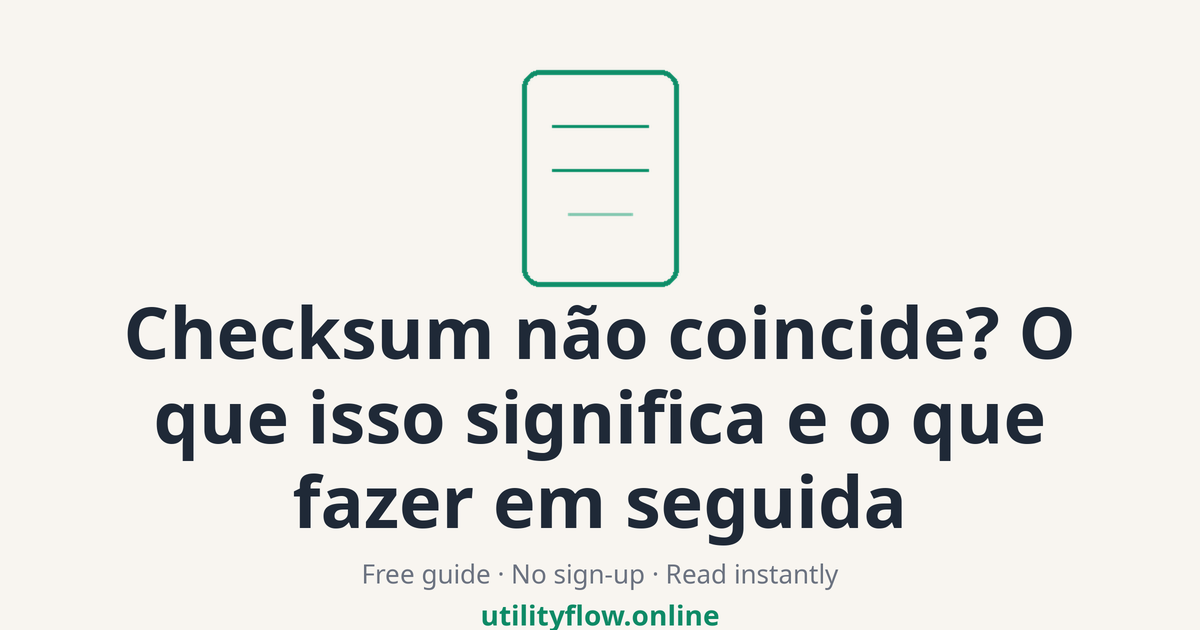 Checksum não coincide? O
que isso significa e o que
fazer em seguida
Free guide · No sign-up · Read instantly
utilityflow.online